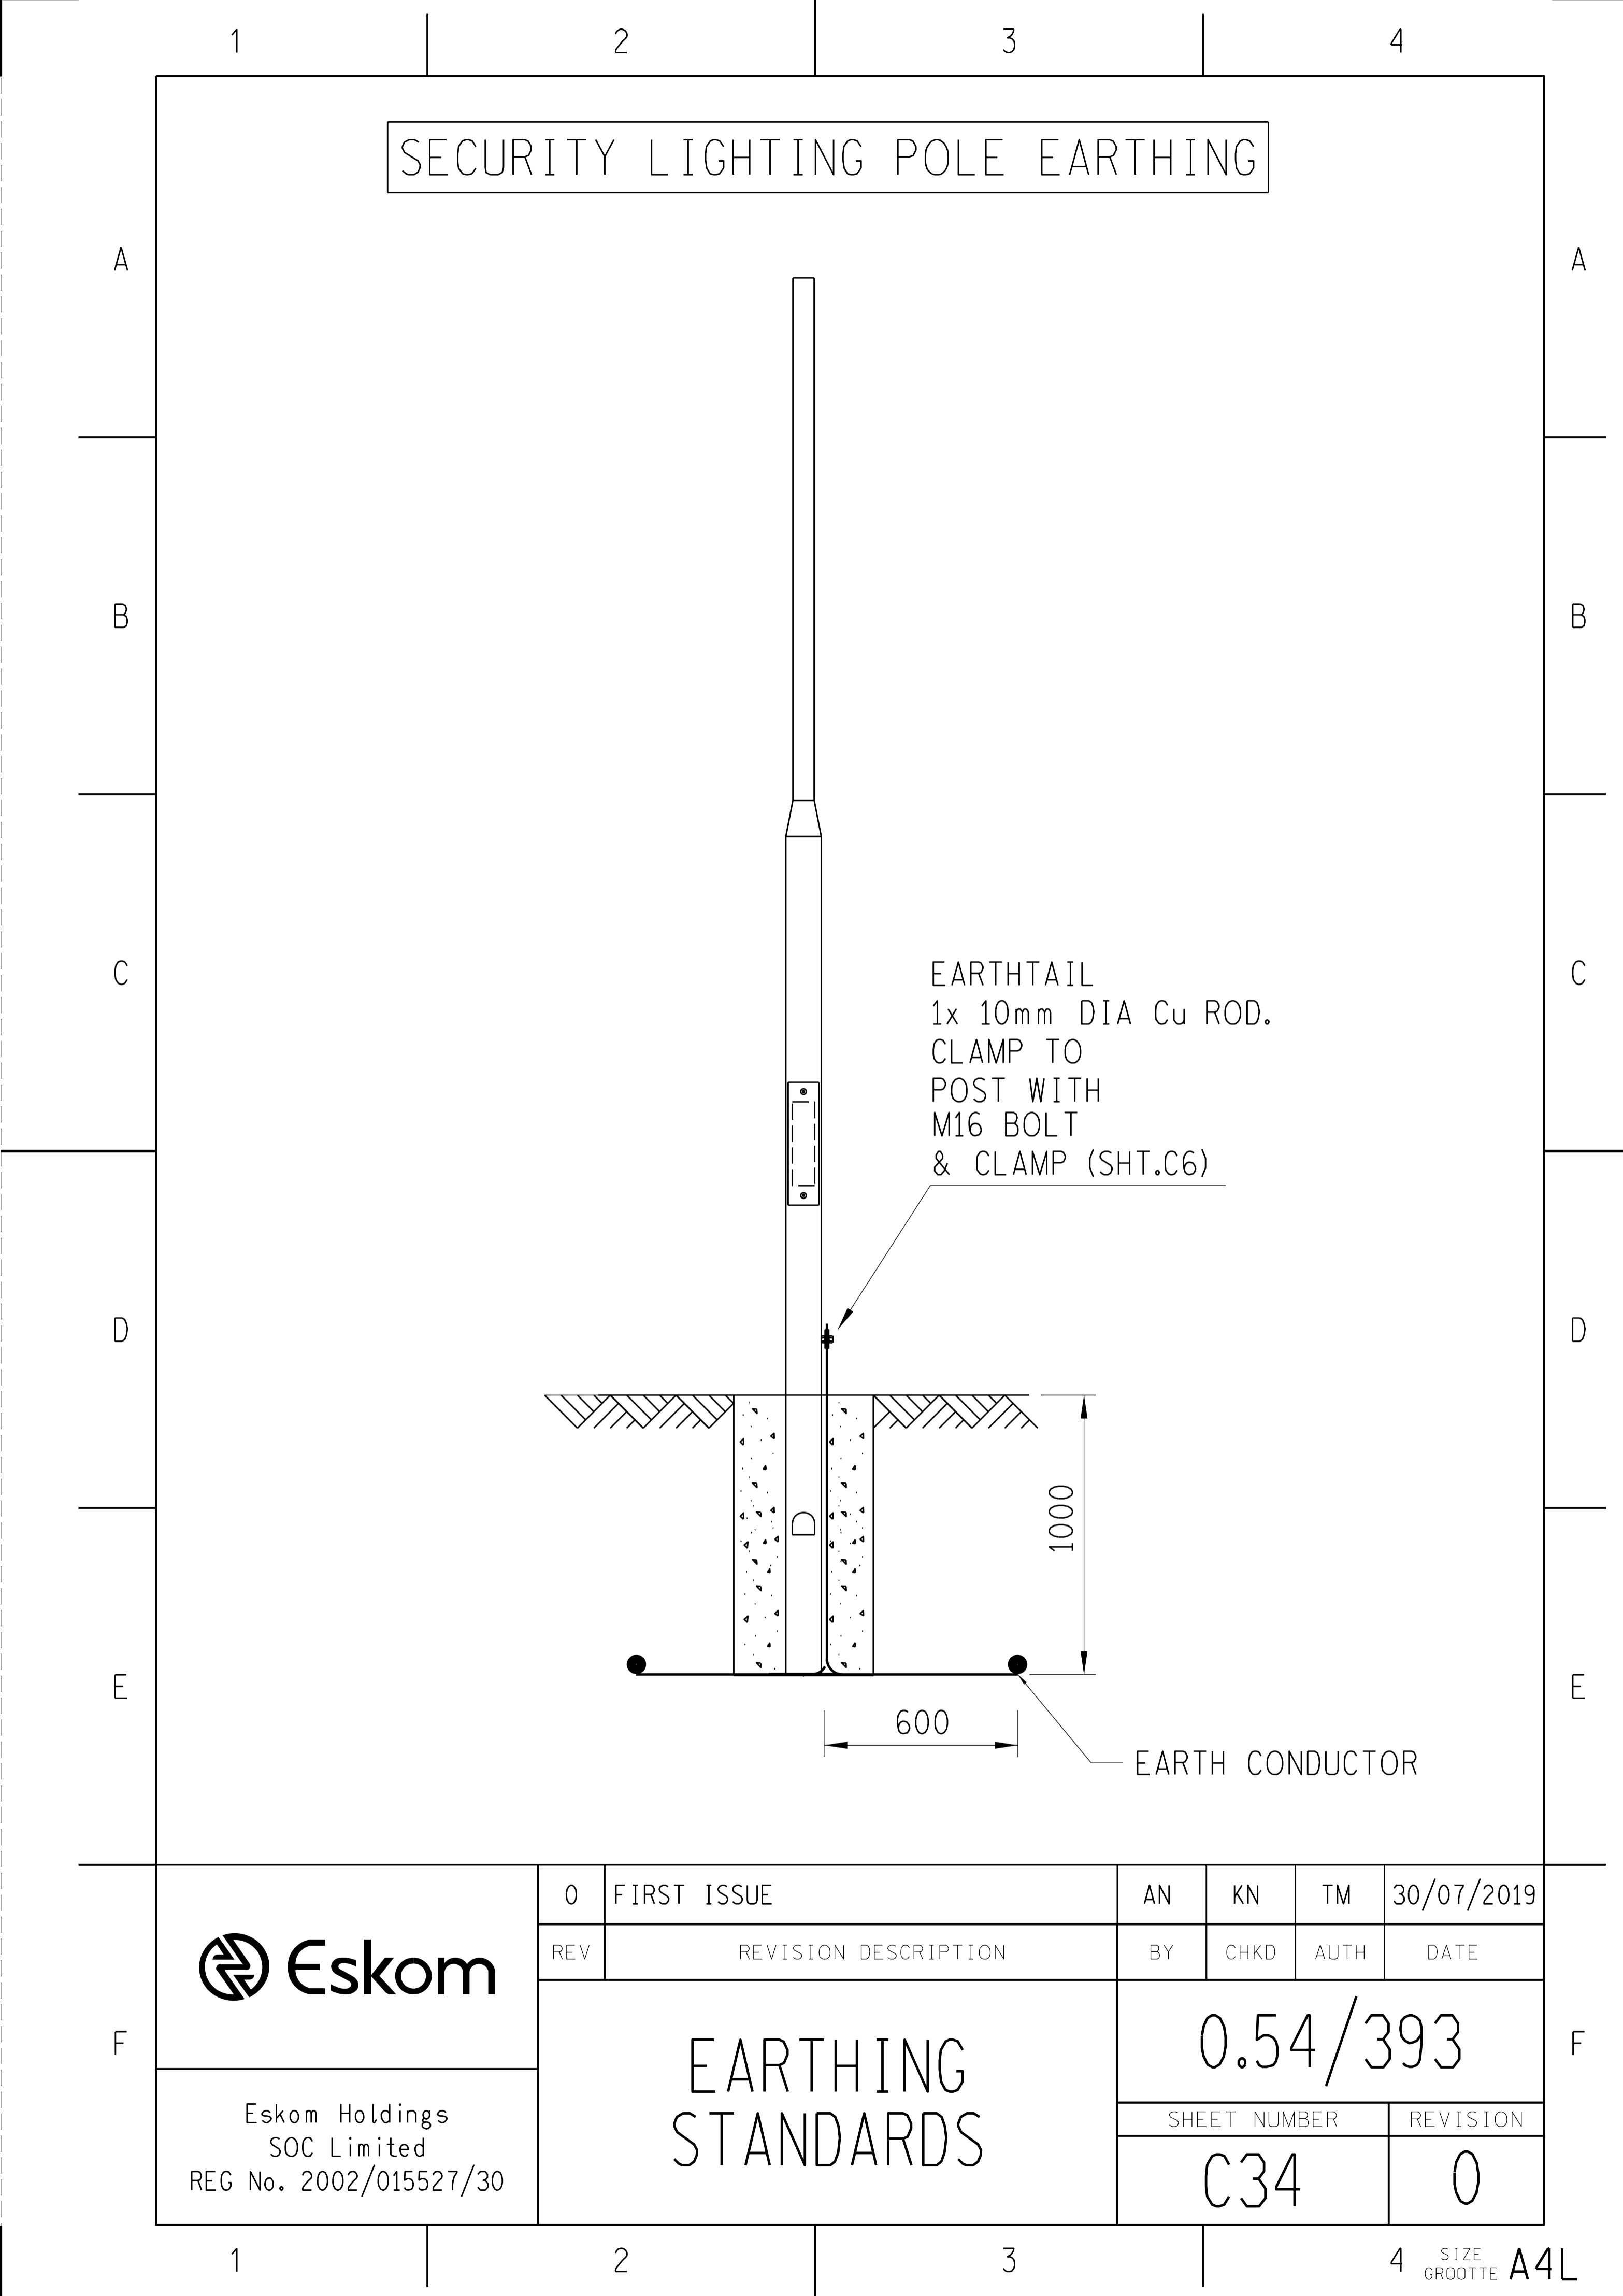 1 2 3 4
SECURITY LIGHTING POLE EARTHING
A A
B B
C C
EARTHTAIL
1x 10mm DIA Cu ROD.
CLAMP TO
POST WITH
M16 BOLT
& CLAMP (SHT.C6)
D D
1000
E E
600
EARTH CONDUCTOR
0 FIRST ISSUE AN KN TM 30/07/2019
REV REVISION DESCRIPTION BY CHKD AUTH DATE
Eskom
F F
EARTHING
STANDARDS
0.54/393
SHEET NUMBER REVISION
C34 0
Eskom Holdings
SOC Limited
REG No. 2002/015527/30
1 2 3 4
SIZE
GROOTTE A4L